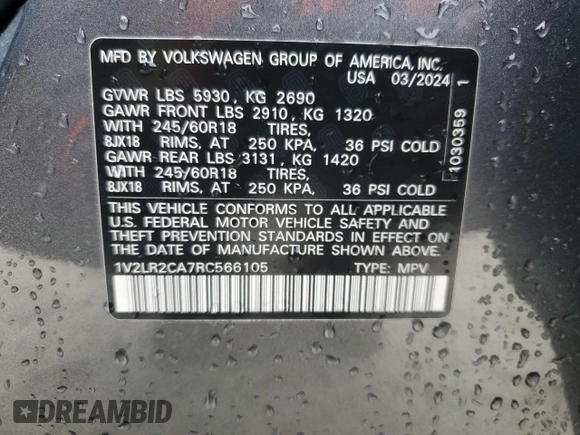 MFD BY VOLKSWAGEN GROUP OF AMERICA, INC.
USA 03/2024
GVWR LBS 5930, KG 2690
GAWR FRONT LBS 2910, KG 1320
WITH 245/60R18 TIRES,
8JX18 RIMS, AT 250 KPA, 36 PSI COLD
GAWR REAR LBS 3131, KG 1420
WITH 245/60R18 TIRES,
8JX18 RIMS, AT 250 KPA, 36 PSI COLD
THIS VEHICLE CONFORMS TO ALL APPLICABLE
U.S. FEDERAL MOTOR VEHICLE SAFETY AND
THEFT PREVENTION STANDARDS IN EFFECT ON
THE DATE OF MANUFACTURE SHOWN ABOVE.
1V2LR2CA7RC566105 TYPE: MPV
1030359 1
DREAMBID